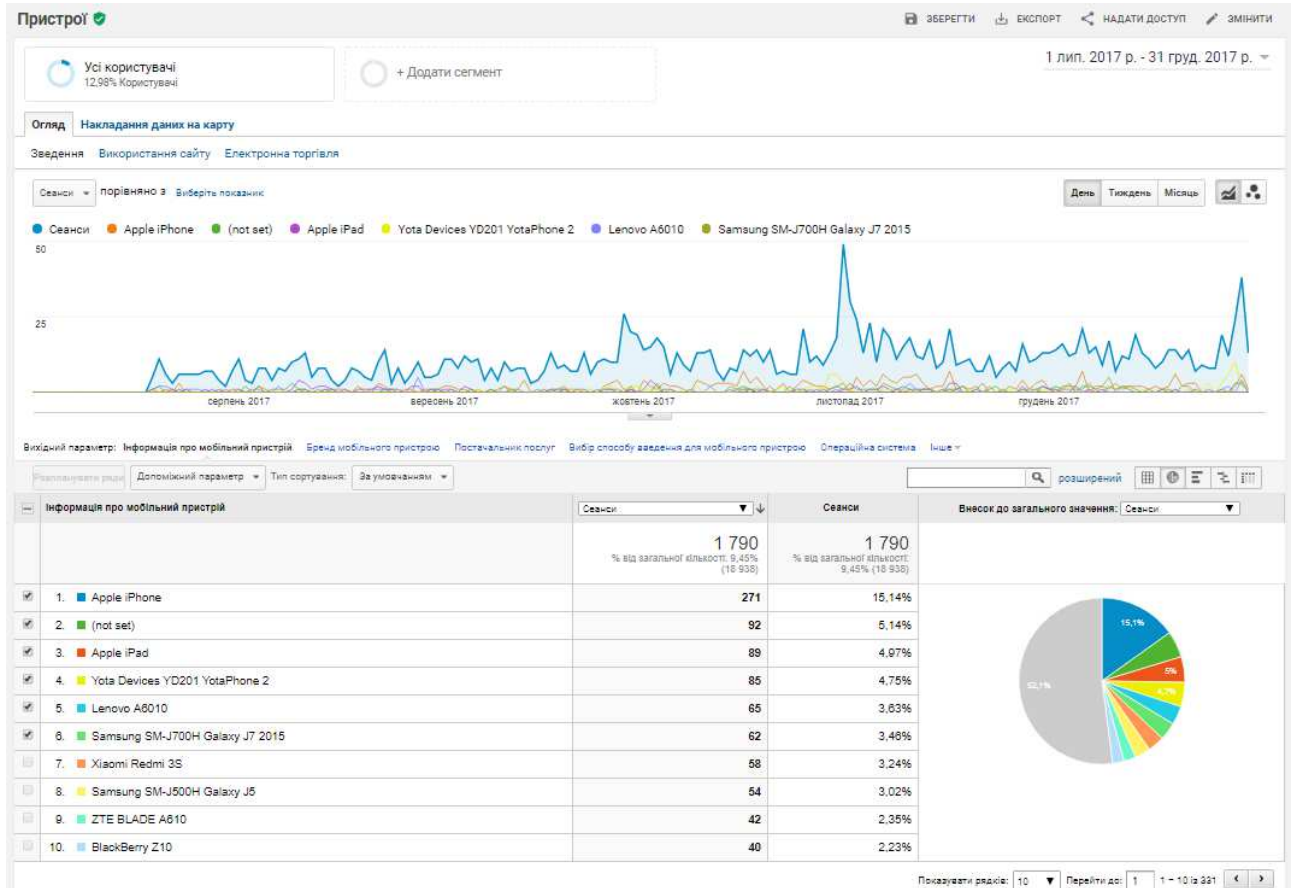 Пристрої
ЗБЕРЕГТИ ЕКСПОРТ НАДАТИ ДОСТУП ЗМІНИТИ
1 лип. 2017 р. - 31 груд. 2017 р.
Усі користувачі
12,98% Користувачі
+ Додати сегмент
Огляд Накладання даних на карту
Зведення Використання сайту Електронна торгівля
Сеанси порівняно з Виберіть показник
День Тиждень Місяць
Сеанси Apple iPhone (not set) Apple iPad Yota Devices YD201 YotaPhone 2 Lenovo A6010 Samsung SM-J700H Galaxy J7 2015
50
25
серпень 2017 вересень 2017 жовтень 2017 листопад 2017 грудень 2017
Вихідний параметр: Інформація про мобільний пристрій Бренд мобільного пристрою Постачальник послуг Вибір способу введення для мобільного пристрою Операційна система Інше
Допоміжний параметр Тип сортування: За умовчанням
розширений
Інформація про мобільний пристрій Сеанси Сеанси Внесок до загального значення: Сеанси
1 790 1 790
% від загальної кількості: 9,45% % від загальної кількості:
(18 938) 9,45% (18 938)
1. Apple iPhone 271 15,14%
2. (not set) 92 5,14%
3. Apple iPad 89 4,97%
4. Yota Devices YD201 YotaPhone 2 85 4,75%
5. Lenovo A6010 65 3,63%
6. Samsung SM-J700H Galaxy J7 2015 62 3,46%
7. Xiaomi Redmi 3S 58 3,24%
8. Samsung SM-J500H Galaxy J5 54 3,02%
9. ZTE BLADE A610 42 2,35%
10. BlackBerry Z10 40 2,23%
15,1%
5%
4,7%
52,1%
Показувати рядків: 10 Перейти до: 1 1 – 10 із 331